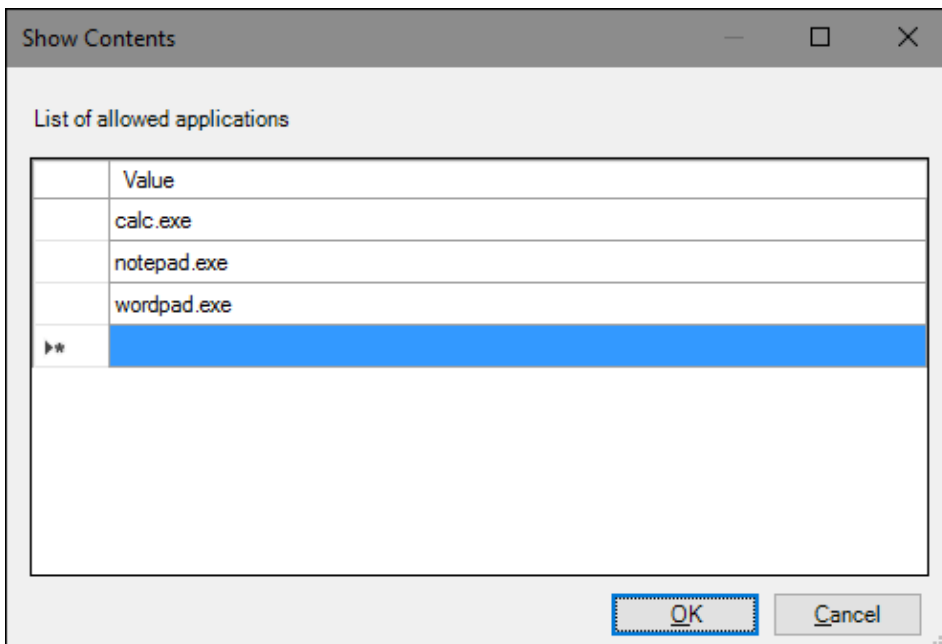 Show Contents
List of allowed applications
Value
calc.exe
notepad.exe
wordpad.exe
OK Cancel